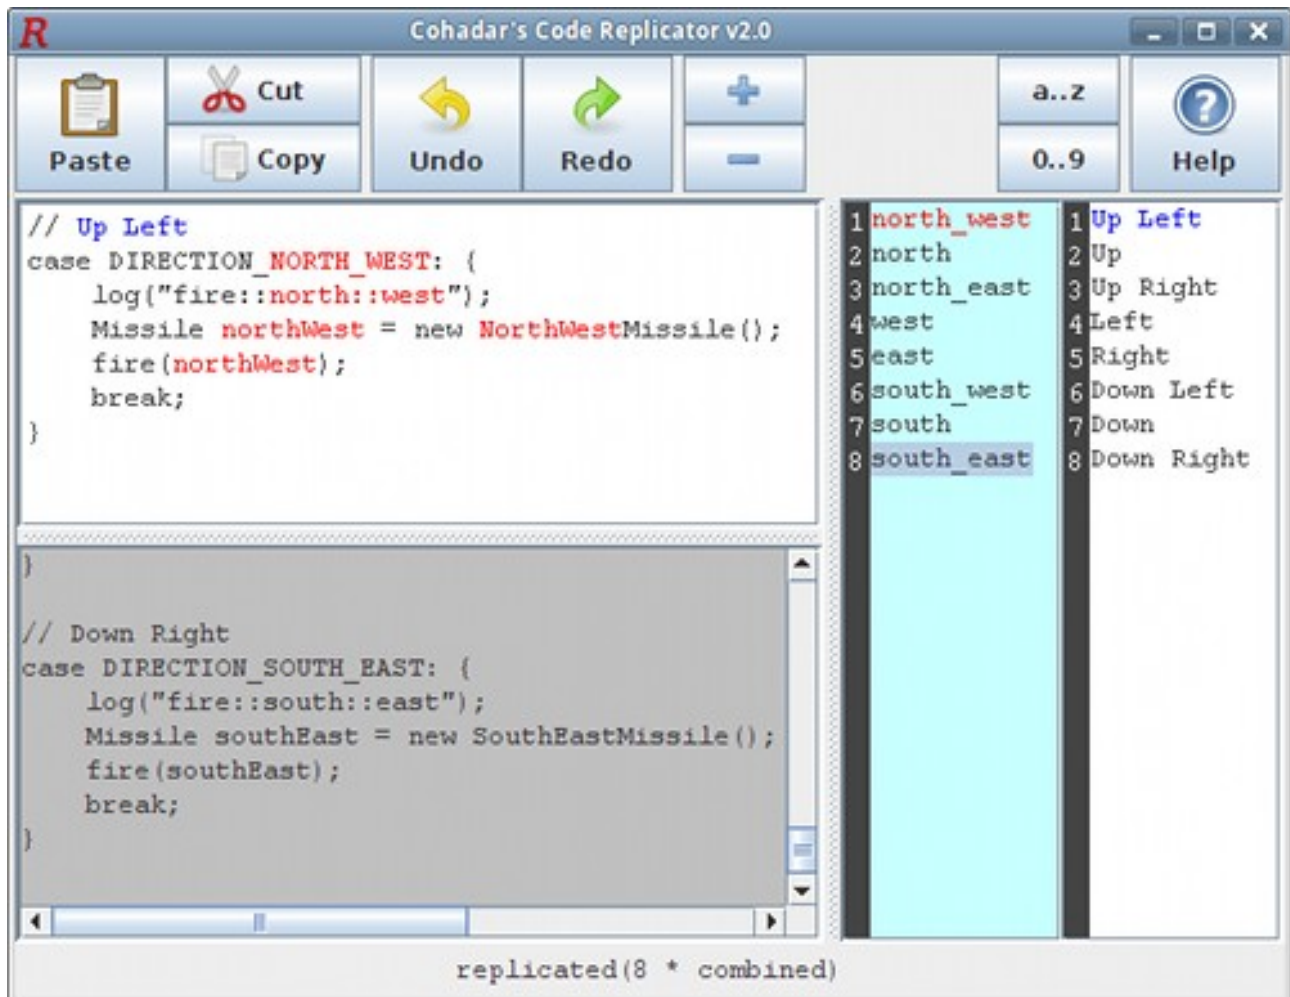 R Cohadar's Code Replicator v2.0
Paste
Cut
Copy
Undo
Redo
a..z
0..9
? Help
// Up Left
case DIRECTION_NORTH_WEST: {
    log("fire::north::west");
    Missile northWest = new NorthWestMissile();
    fire(northWest);
    break;
}
}
// Down Right
case DIRECTION_SOUTH_EAST: {
    log("fire::south::east");
    Missile southEast = new SouthEastMissile();
    fire(southEast);
    break;
}
1 north_west
2 north
3 north_east
4 west
5 east
6 south_west
7 south
8 south_east
1 Up Left
2 Up
3 Up Right
4 Left
5 Right
6 Down Left
7 Down
8 Down Right
replicated(8 * combined)